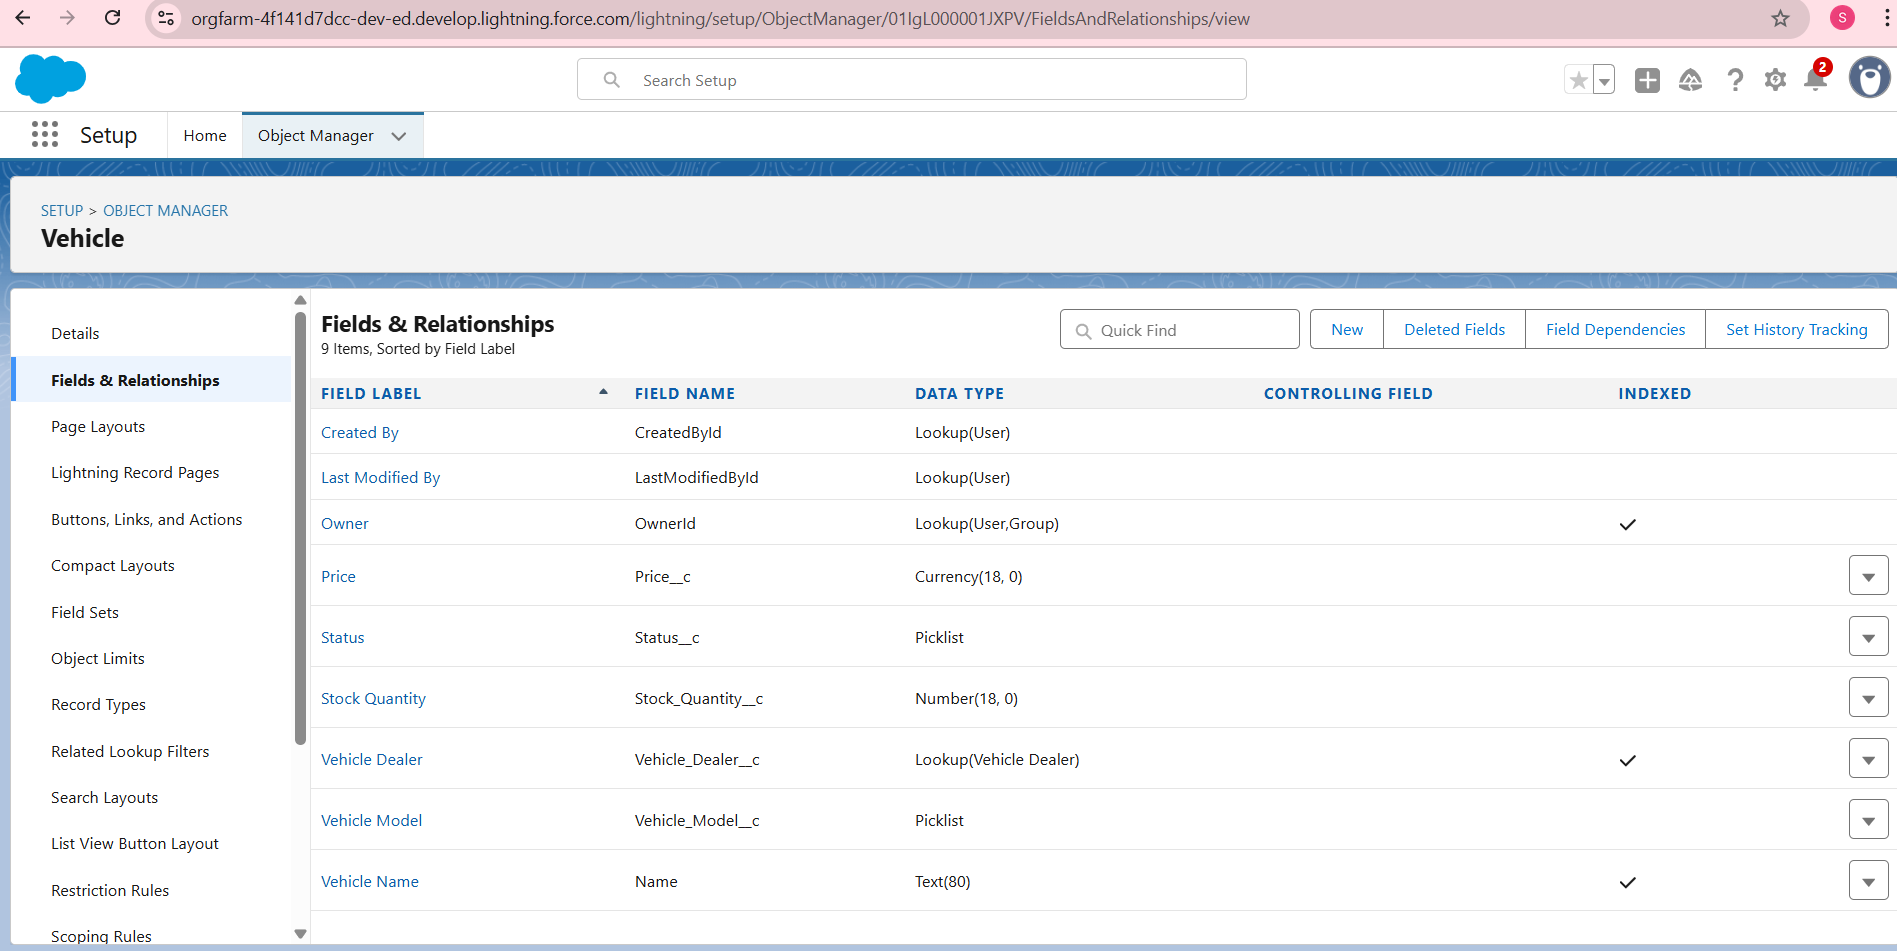 orgfarm-4f141d7dcc-dev-ed.develop.lightning.force.com/lightning/setup/ObjectManager/01IgL000001JXPV/FieldsAndRelationships/view
S
Search Setup
2
Setup
Home
Object Manager
SETUP > OBJECT MANAGER
Vehicle
Details
Fields & Relationships
Page Layouts
Lightning Record Pages
Buttons, Links, and Actions
Compact Layouts
Field Sets
Object Limits
Record Types
Related Lookup Filters
Search Layouts
List View Button Layout
Restriction Rules
Scoping Rules
Fields & Relationships
9 Items, Sorted by Field Label
Quick Find
New
Deleted Fields
Field Dependencies
Set History Tracking
FIELD LABEL FIELD NAME DATA TYPE CONTROLLING FIELD INDEXED
Created By CreatedById Lookup(User)
Last Modified By LastModifiedById Lookup(User)
Owner OwnerId Lookup(User,Group)
Price Price__c Currency(18, 0)
Status Status__c Picklist
Stock Quantity Stock_Quantity__c Number(18, 0)
Vehicle Dealer Vehicle_Dealer__c Lookup(Vehicle Dealer)
Vehicle Model Vehicle_Model__c Picklist
Vehicle Name Name Text(80)